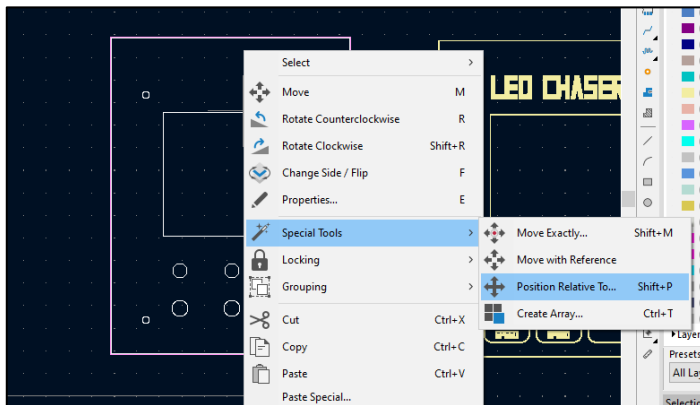 Select
Move M
Rotate Counterclockwise R
Rotate Clockwise Shift+R
Change Side / Flip F
Properties... E
Special Tools
Locking
Grouping
Cut Ctrl+X
Copy Ctrl+C
Paste Ctrl+V
Paste Special...
Move Exactly... Shift+M
Move with Reference
Position Relative To... Shift+P
Create Array... Ctrl+T
LED CHASER
Layer
Presets
All La
Selectin